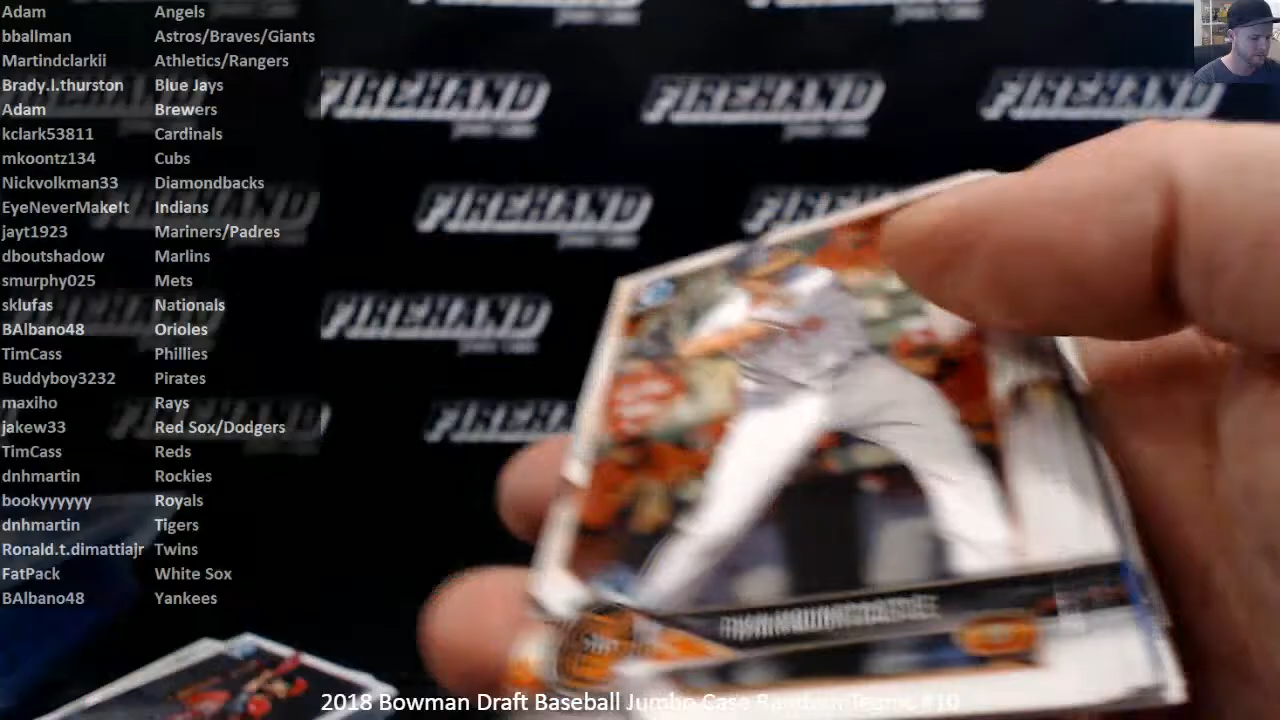 Adam Angels
bballman Astros/Braves/Giants
Martindclarkii Athletics/Rangers
Brady.l.thurston Blue Jays
Adam Brewers
kclark53811 Cardinals
mkoontz134 Cubs
Nickvolkman33 Diamondbacks
EyeNeverMakeIt Indians
jayt1923 Mariners/Padres
dboutshadow Marlins
smurphy025 Mets
sklufas Nationals
BAlbano48 Orioles
TimCass Phillies
Buddyboy3232 Pirates
maxiho Rays
jakew33 Red Sox/Dodgers
TimCass Reds
dnhmartin Rockies
bookyyyyyy Royals
dnhmartin Tigers
Ronald.t.dimattiajr Twins
FatPack White Sox
BAlbano48 Yankees
FIREHAND FIREHAND FIREHAND
FIREHAND FIREHAND
FIREHAND
FIREHAND
2018 Bowman Draft Baseball Jumbo Case Random Teams #10